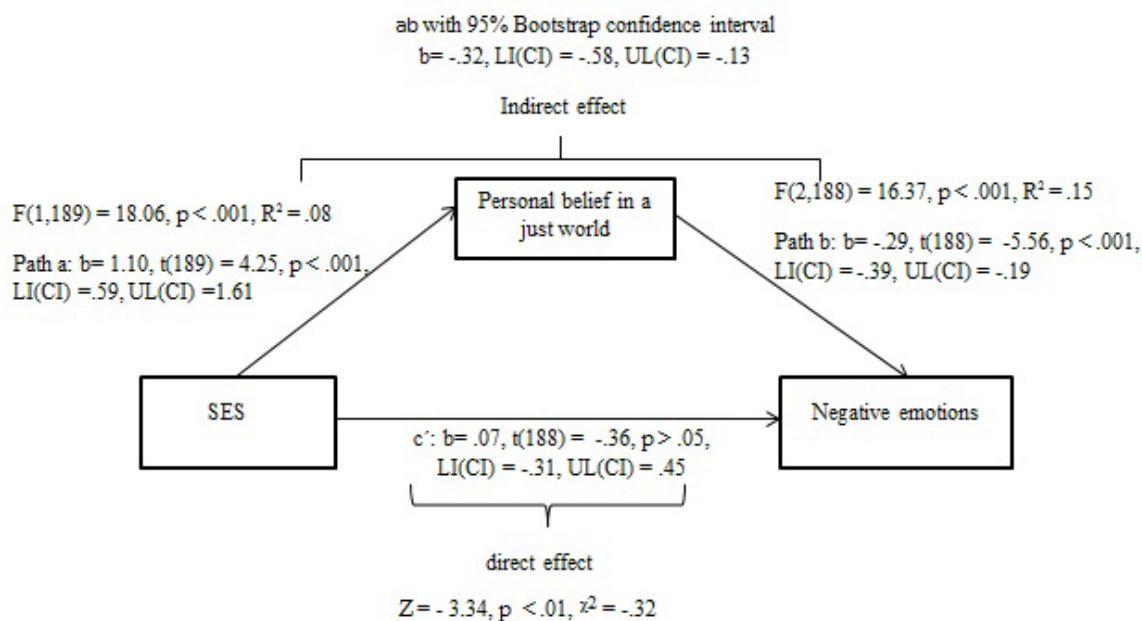 ab with 95% Bootstrap confidence interval
b= -.32, LI(CI) = -.58, UL(CI) = -.13
Indirect effect
F(1,189) = 18.06, p < .001, R² = .08
Path a: b= 1.10, t(189) = 4.25, p < .001,
LI(CI) =.59, UL(CI) =1.61
Personal belief in a
just world
F(2,188) = 16.37, p < .001, R² = .15
Path b: b= -.29, t(188) = -5.56, p < .001,
LI(CI) = -.39, UL(CI) = -.19
SES
Negative emotions
c´: b= .07, t(188) = -.36, p > .05,
LI(CI) = -.31, UL(CI) = .45
direct effect
Z = - 3.34, p < .01, χ² = -.32